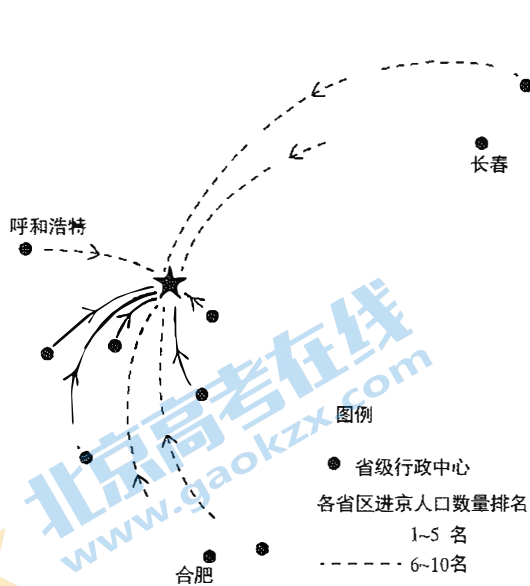 长春
呼和浩特
北京高考在线
www.gaokzx.com
图例
省级行政中心
各省区进京人口数量排名
1~5 名
6~10名
合肥